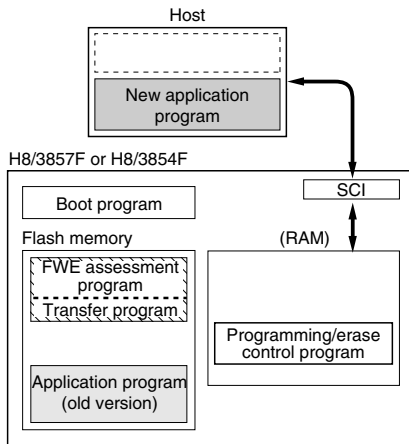 Host
New application
program
H8/3857F or H8/3854F
SCI
Boot program
Flash memory
(RAM)
FWE assessment
program
Transfer program
Programming/erase
control program
Application program
(old version)